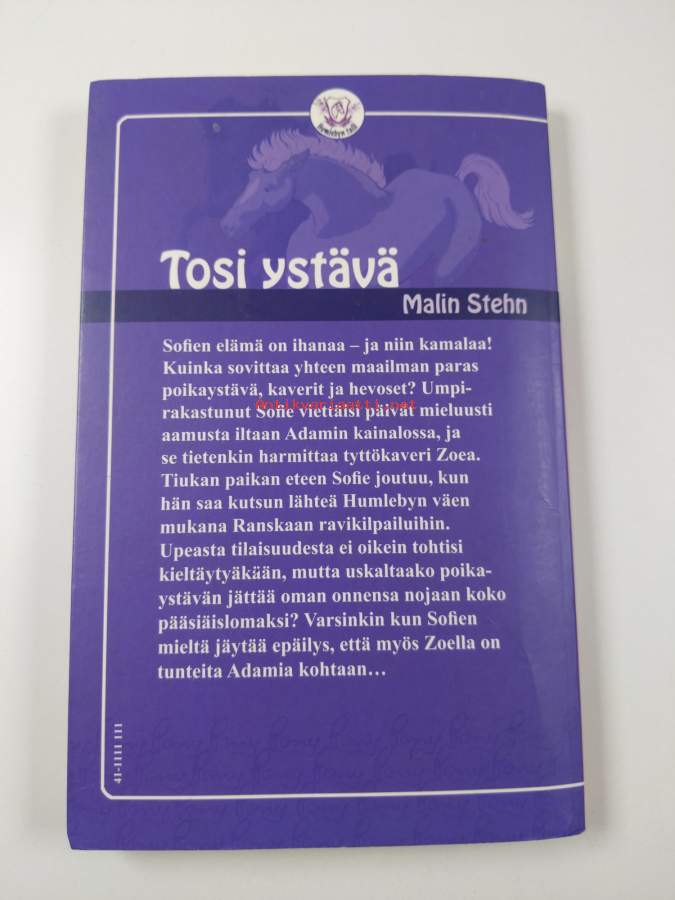 Humlebyn talli
Tosi ystävä
Malin Stehn
Sofien elämä on ihanaa – ja niin kamalaa!
Kuinka sovittaa yhteen maailman paras
poikaystävä, kaverit ja hevoset? Umpi-
rakastunut Sofie viettäisi päivät mieluusti
Antikvariaatti.net
aamusta iltaan Adamin kainalossa, ja
se tietenkin harmittaa tyttökaveri Zoea.
Tiukan paikan eteen Sofie joutuu, kun
hän saa kutsun lähteä Humlebyn väen
mukana Ranskaan ravikilpailuihin.
Upeasta tilaisuudesta ei oikein tohtisi
kieltäytyäkään, mutta uskaltaako poika-
ystävän jättää oman onnensa nojaan koko
pääsiäislomaksi? Varsinkin kun Sofien
mieltä jäytää epäilys, että myös Zoella on
tunteita Adamia kohtaan…
41-1111 111